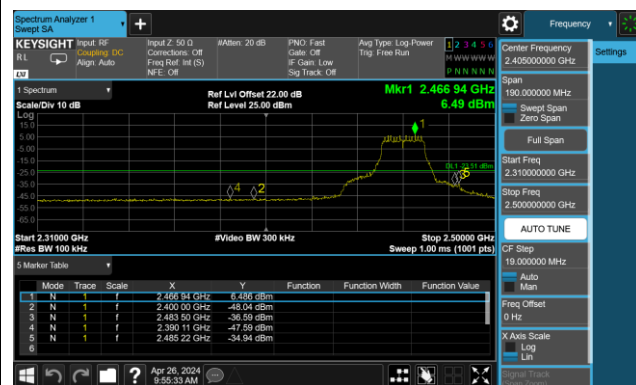 Spectrum Analyzer 1
Swept SA
Frequency
KEYSIGHT
Input: RF
Coupling: DC
Align: Auto
RL
LXI
Input Z: 50 Ω
Corrections: Off
Freq Ref: Int (S)
NFE: Off
#Atten: 20 dB
PNO: Fast
Gate: Off
IF Gain: Low
Sig Track: Off
Avg Type: Log-Power
Trig: Free Run
1 2 3 4 5 6
M W W W W W
P N N N N N
Center Frequency
2.405000000 GHz
Settings
Span
190.000000 MHz
Swept Span
Zero Span
Full Span
Start Freq
2.310000000 GHz
Stop Freq
2.500000000 GHz
AUTO TUNE
CF Step
19.000000 MHz
Auto
Man
Freq Offset
0 Hz
X Axis Scale
Log
Lin
Signal Track
1 Spectrum
Scale/Div 10 dB
Ref Lvl Offset 22.00 dB
Ref Level 25.00 dBm
Mkr1 2.466 94 GHz
6.49 dBm
Log
15.0
5.00
-5.00
-15.0
-25.0
-35.0
-45.0
-55.0
-65.0
1
DL1 -23.51 dBm
4
2
5
Start 2.31000 GHz
#Res BW 100 kHz
#Video BW 300 kHz
Stop 2.50000 GHz
Sweep 1.00 ms (1001 pts)
5 Marker Table
Mode Trace Scale X Y Function Function Width Function Value
1 N 1 f 2.466 94 GHz 6.486 dBm
2 N 1 f 2.400 00 GHz -48.04 dBm
3 N 1 f 2.483 50 GHz -36.59 dBm
4 N 1 f 2.390 11 GHz -47.59 dBm
5 N 1 f 2.485 22 GHz -34.94 dBm
6
Apr 26, 2024
9:55:33 AM